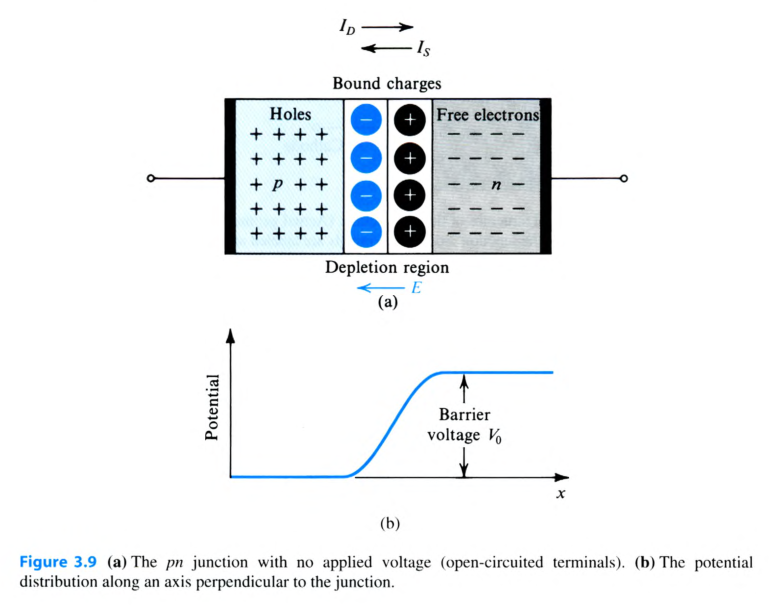 I_D
I_S
Bound charges
Holes
Free electrons
+ + + +
− − − −
− + − +
+ + + +
− − − −
− + − +
+ p + +
− − n −
− + − +
+ + + +
− − − −
− + − +
+ + + +
− − − −
Depletion region
E
(a)
Potential
Barrier
voltage V_0
x
(b)
Figure 3.9 (a) The pn junction with no applied voltage (open-circuited terminals). (b) The potential
distribution along an axis perpendicular to the junction.